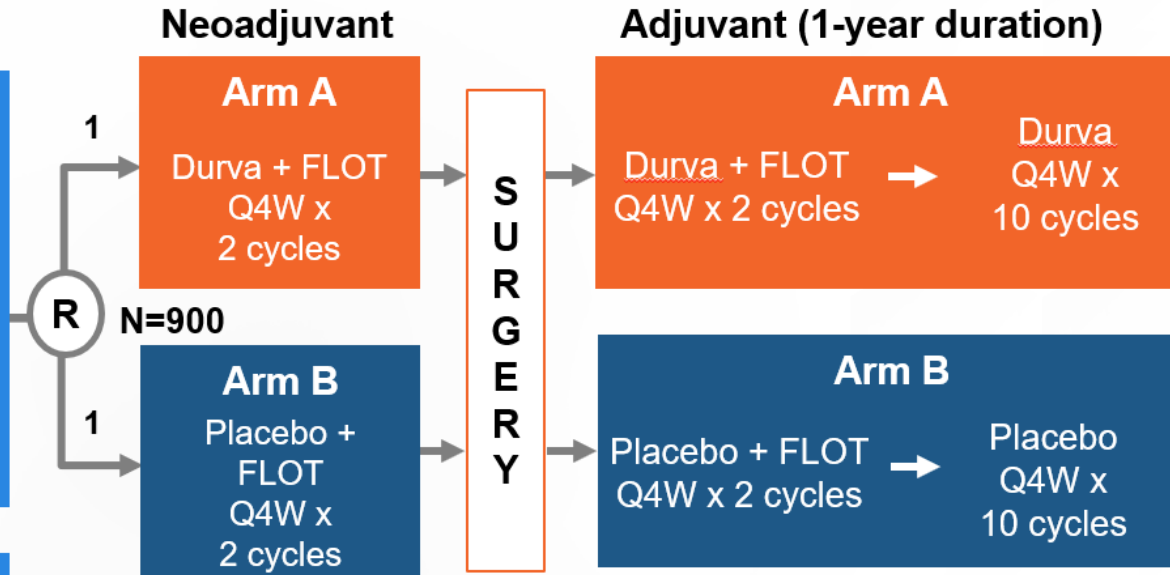 Neoadjuvant
Adjuvant (1-year duration)
1
Arm A
Durva + FLOT
Q4W x
2 cycles
S
U
R
G
E
R
Y
Arm A
Durva + FLOT
Q4W x 2 cycles
Durva
Q4W x
10 cycles
R
N=900
1
Arm B
Placebo +
FLOT
Q4W x
2 cycles
Arm B
Placebo + FLOT
Q4W x 2 cycles
Placebo
Q4W x
10 cycles